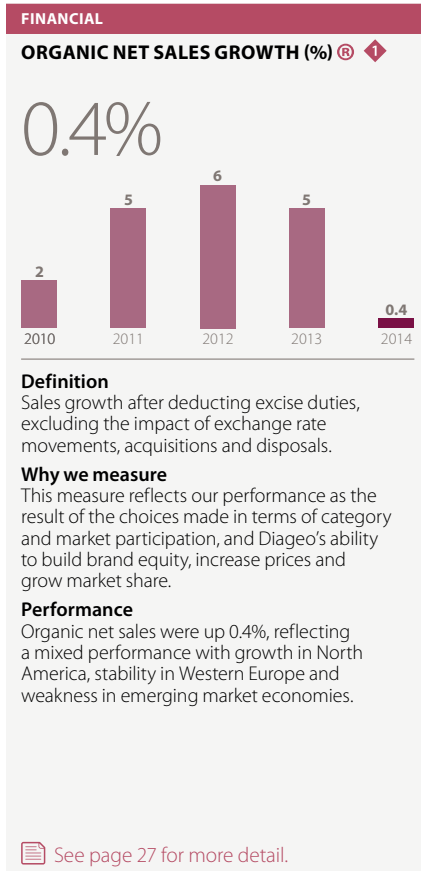 FINANCIAL
ORGANIC NET SALES GROWTH (%) ® 1
0.4%
2
5
6
5
0.4
2010
2011
2012
2013
2014
Definition
Sales growth after deducting excise duties,
excluding the impact of exchange rate
movements, acquisitions and disposals.
Why we measure
This measure reflects our performance as the
result of the choices made in terms of category
and market participation, and Diageo’s ability
to build brand equity, increase prices and
grow market share.
Performance
Organic net sales were up 0.4%, reflecting
a mixed performance with growth in North
America, stability in Western Europe and
weakness in emerging market economies.
See page 27 for more detail.